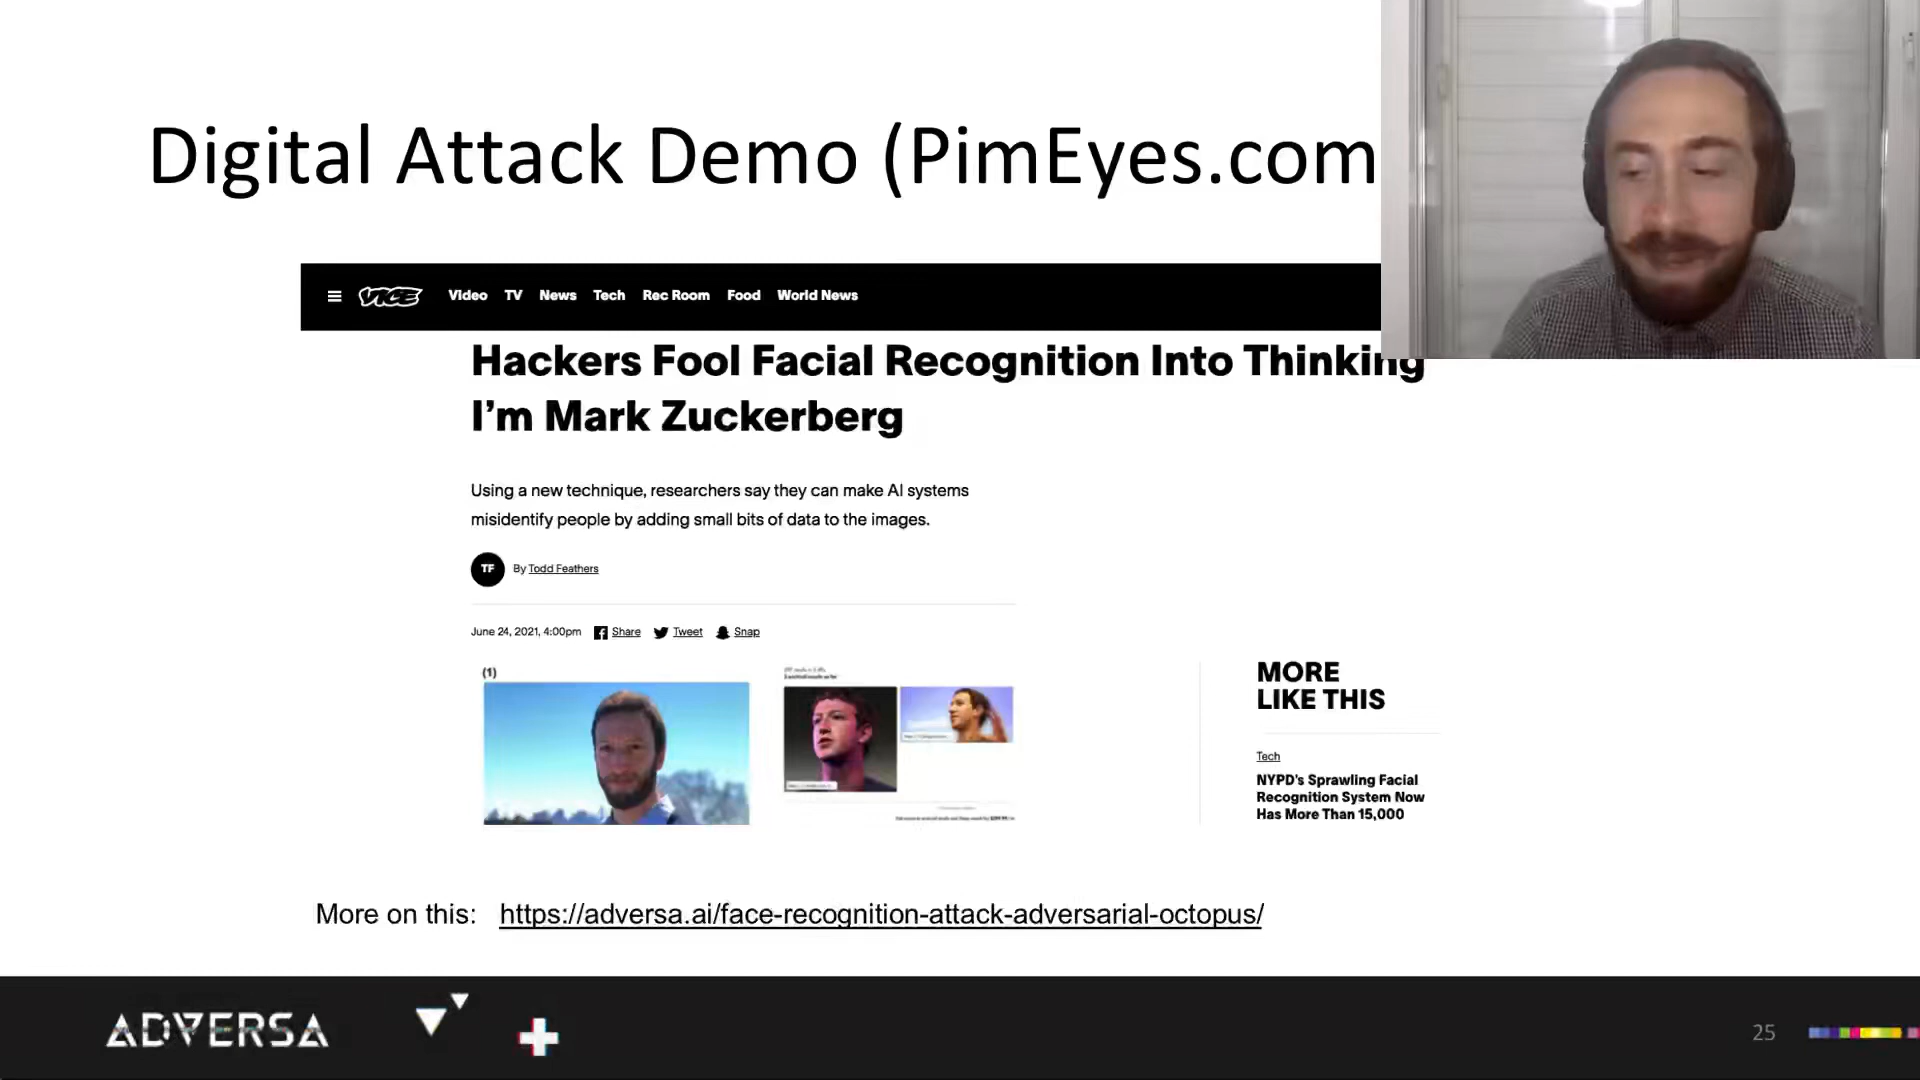 Digital Attack Demo (PimEyes.com
VICE Video TV News Tech Rec Room Food World News
Hackers Fool Facial Recognition Into Thinking
I'm Mark Zuckerberg
Using a new technique, researchers say they can make AI systems
misidentify people by adding small bits of data to the images.
TF By Todd Feathers
June 24, 2021, 4:00pm Share Tweet Snap
(1)
MORE
LIKE THIS
Tech
NYPD's Sprawling Facial
Recognition System Now
Has More Than 15,000
More on this: https://adversa.ai/face-recognition-attack-adversarial-octopus/
ADVERSA
25